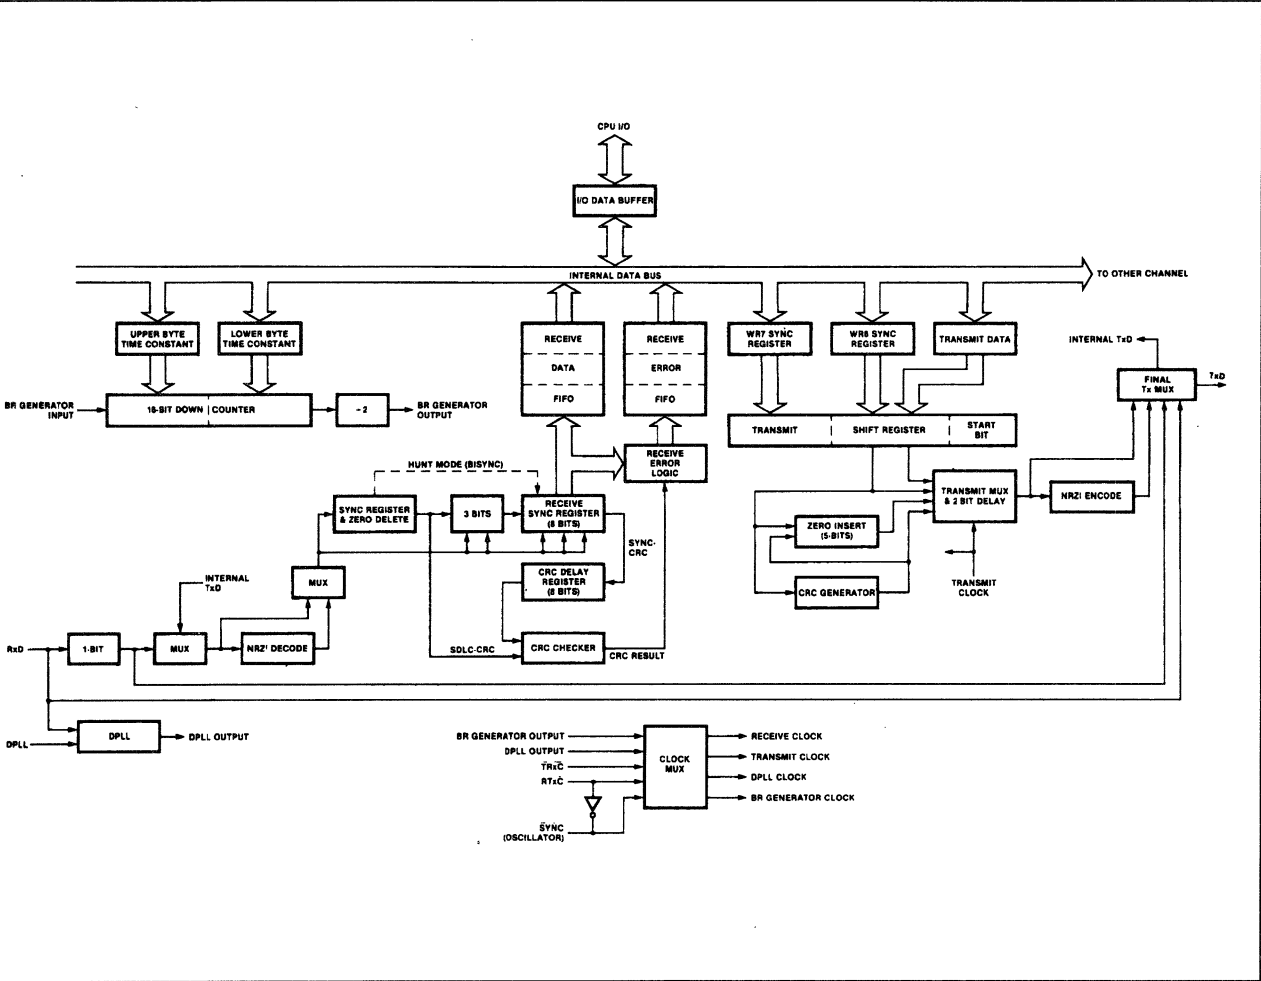 CPU I/O
I/O DATA BUFFER
INTERNAL DATA BUS
TO OTHER CHANNEL
UPPER BYTE
TIME CONSTANT
LOWER BYTE
TIME CONSTANT
BR GENERATOR
INPUT
16-BIT DOWN COUNTER
÷2
BR GENERATOR
OUTPUT
RECEIVE
DATA
FIFO
RECEIVE
ERROR
FIFO
WR7 SYNC
REGISTER
WR6 SYNC
REGISTER
TRANSMIT DATA
INTERNAL TxD
FINAL
Tx MUX
TxD
TRANSMIT
SHIFT REGISTER
START
BIT
RECEIVE
ERROR
LOGIC
HUNT MODE (BISYNC)
SYNC REGISTER
& ZERO DELETE
3 BITS
RECEIVE
SYNC REGISTER
(8 BITS)
SYNC-
CRC
CRC DELAY
REGISTER
(8 BITS)
TRANSMIT MUX
& 2 BIT DELAY
NRZI ENCODE
ZERO INSERT
(5-BITS)
CRC GENERATOR
TRANSMIT
CLOCK
INTERNAL
TxD
MUX
RxD
1-BIT
MUX
NRZI DECODE
SDLC-CRC
CRC CHECKER
CRC RESULT
DPLL
DPLL
DPLL OUTPUT
BR GENERATOR OUTPUT
DPLL OUTPUT
TRxC
RTxC
SYNC
(OSCILLATOR)
CLOCK
MUX
RECEIVE CLOCK
TRANSMIT CLOCK
DPLL CLOCK
BR GENERATOR CLOCK